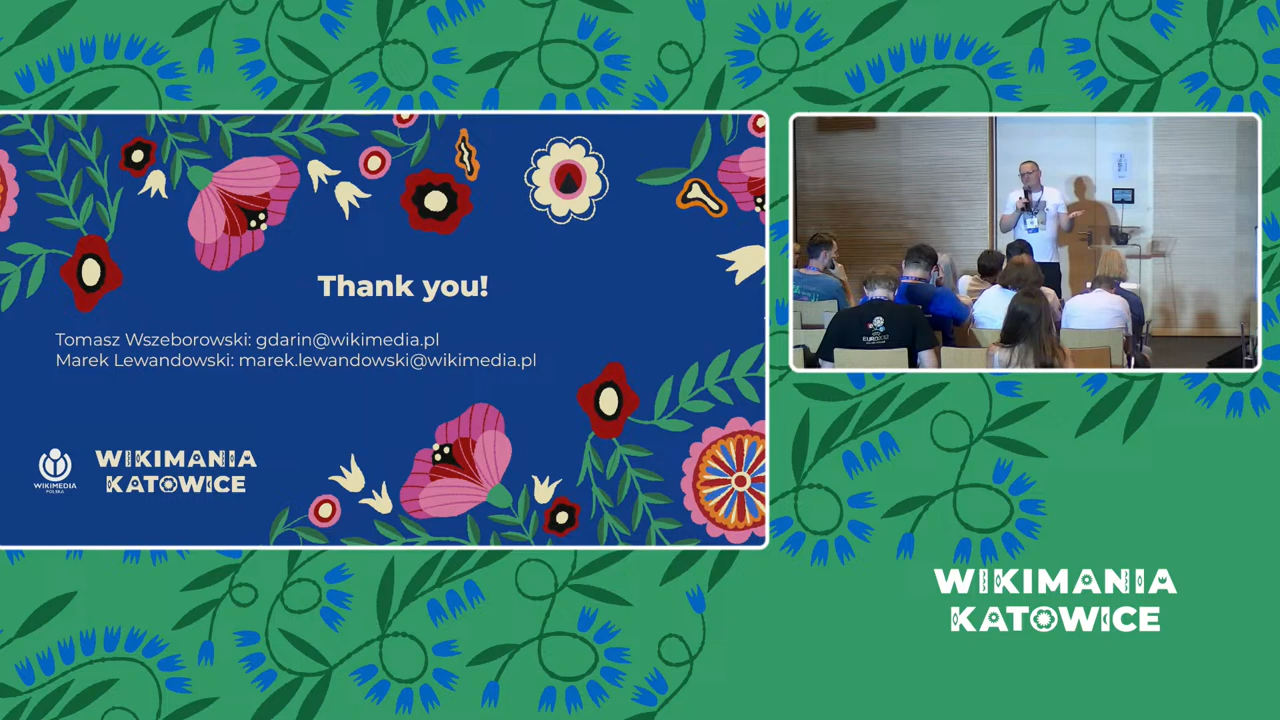 Thank you!
Tomasz Wszeborowski: gdarin@wikimedia.pl
Marek Lewandowski: marek.lewandowski@wikimedia.pl
WIKIMEDIA
POLSKA
WIKIMANIA
KATOWICE
EURO2012
WIKIMANIA
KATOWICE